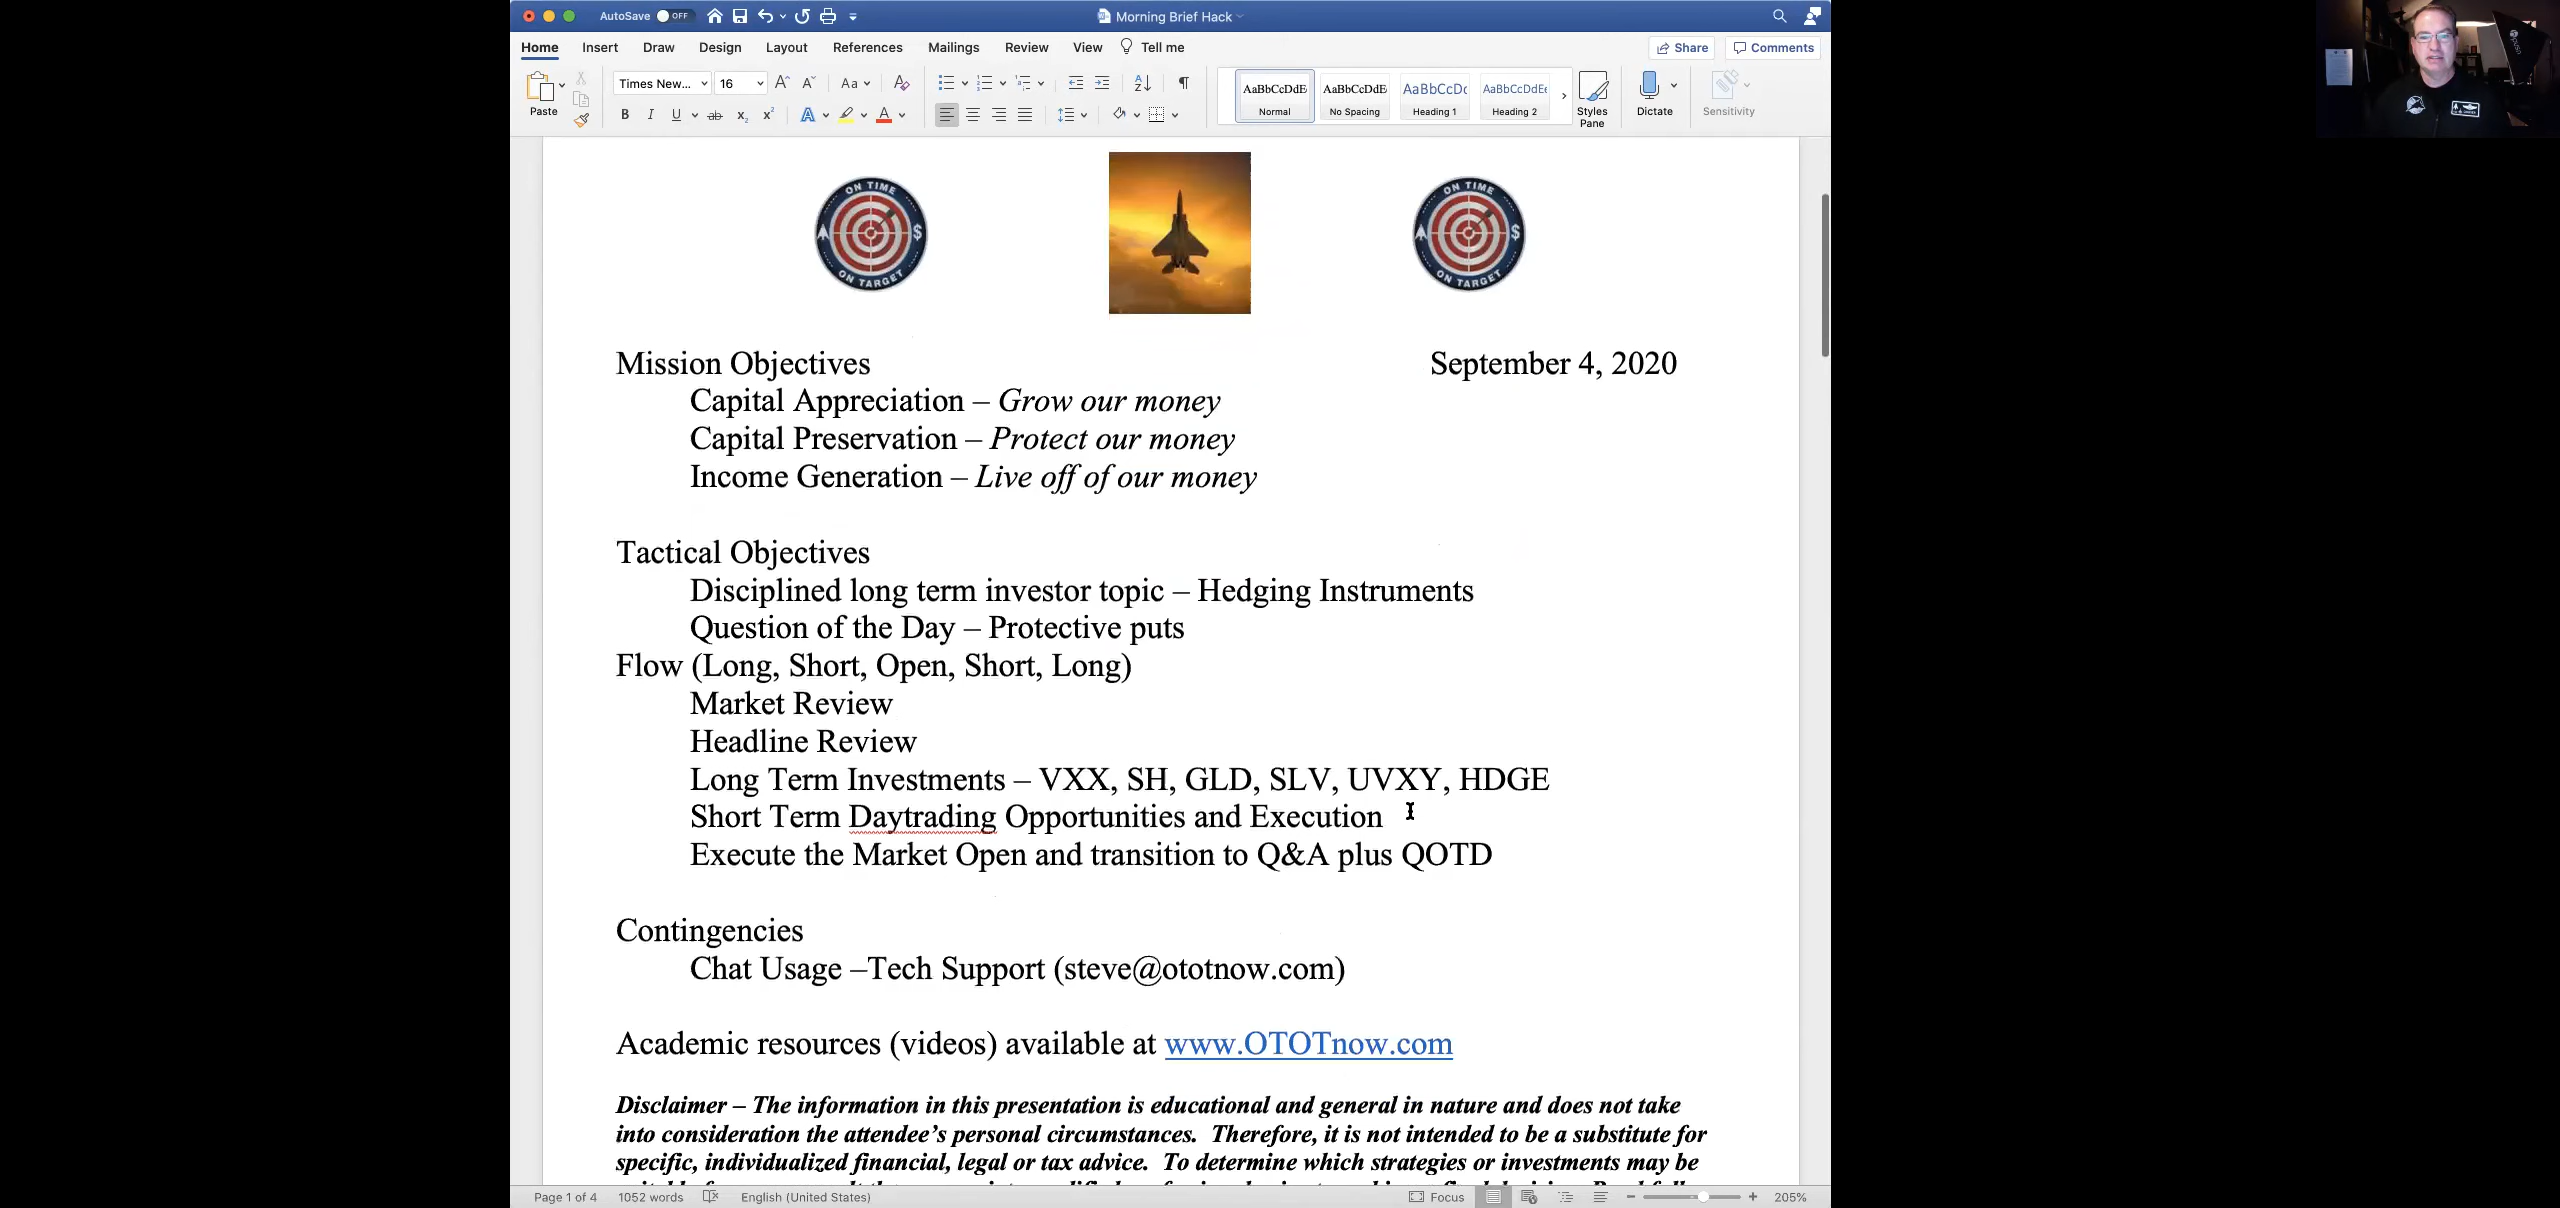 AutoSave OFF Morning Brief Hack
Home Insert Draw Design Layout References Mailings Review View Tell me Share Comments
Paste Times New... 16 Aa AaBbCcDdE AaBbCcDdE AaBbCcDc AaBbCcDdEe
Normal No Spacing Heading 1 Heading 2 Styles Pane Dictate Sensitivity
ON TIME $ ON TARGET
ON TIME $ ON TARGET
Mission Objectives September 4, 2020
Capital Appreciation – Grow our money
Capital Preservation – Protect our money
Income Generation – Live off of our money
Tactical Objectives
Disciplined long term investor topic – Hedging Instruments
Question of the Day – Protective puts
Flow (Long, Short, Open, Short, Long)
Market Review
Headline Review
Long Term Investments – VXX, SH, GLD, SLV, UVXY, HDGE
Short Term Daytrading Opportunities and Execution
Execute the Market Open and transition to Q&A plus QOTD
Contingencies
Chat Usage –Tech Support (steve@ototnow.com)
Academic resources (videos) available at www.OTOTnow.com
Disclaimer – The information in this presentation is educational and general in nature and does not take
into consideration the attendee’s personal circumstances. Therefore, it is not intended to be a substitute for
specific, individualized financial, legal or tax advice. To determine which strategies or investments may be
Page 1 of 4 1052 words English (United States) Focus 205%